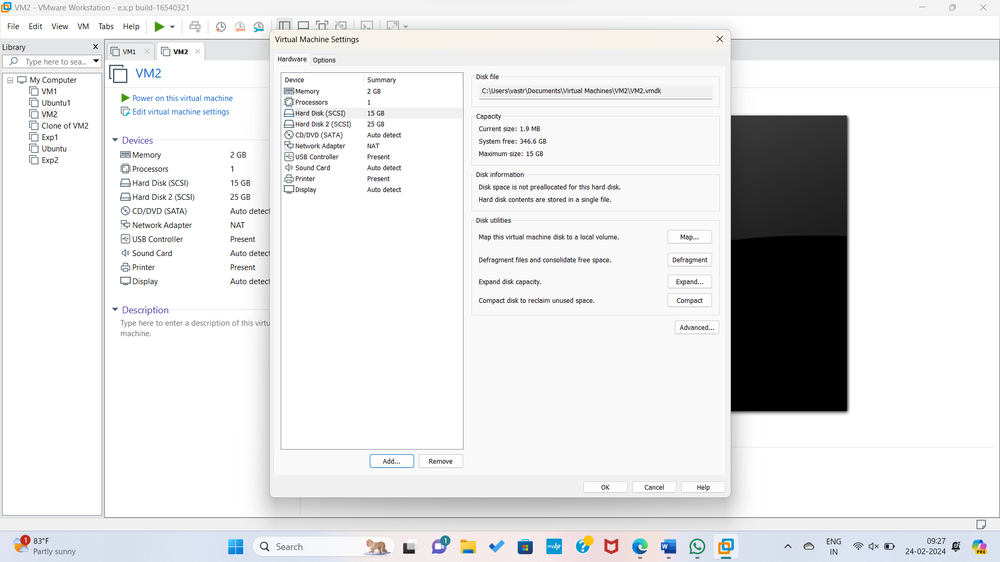 VM2 - VMware Workstation - e.x.p build-16540321
File Edit View VM Tabs Help
Library
Type here to sea...
My Computer
VM1
Ubuntu1
VM2
Clone of VM2
Exp1
Ubuntu
Exp2
VM1
VM2
VM2
Power on this virtual machine
Edit virtual machine settings
Devices
Memory 2 GB
Processors 1
Hard Disk (SCSI) 15 GB
Hard Disk 2 (SCSI) 25 GB
CD/DVD (SATA) Auto detect
Network Adapter NAT
USB Controller Present
Sound Card Auto detect
Printer Present
Display Auto detect
Description
Type here to enter a description of this virtu
machine.
Virtual Machine Settings
Hardware Options
Device Summary
Memory 2 GB
Processors 1
Hard Disk (SCSI) 15 GB
Hard Disk 2 (SCSI) 25 GB
CD/DVD (SATA) Auto detect
Network Adapter NAT
USB Controller Present
Sound Card Auto detect
Printer Present
Display Auto detect
Add... Remove
Disk file
C:\Users\vastr\Documents\Virtual Machines\VM2\VM2.vmdk
Capacity
Current size: 1.9 MB
System free: 346.6 GB
Maximum size: 15 GB
Disk information
Disk space is not preallocated for this hard disk.
Hard disk contents are stored in a single file.
Disk utilities
Map this virtual machine disk to a local volume. Map...
Defragment files and consolidate free space. Defragment
Expand disk capacity. Expand...
Compact disk to reclaim unused space. Compact
Advanced...
OK Cancel Help
1
83°F
Partly sunny
Search
1
myhp
ENG
IN
09:27
24-02-2024
PRE